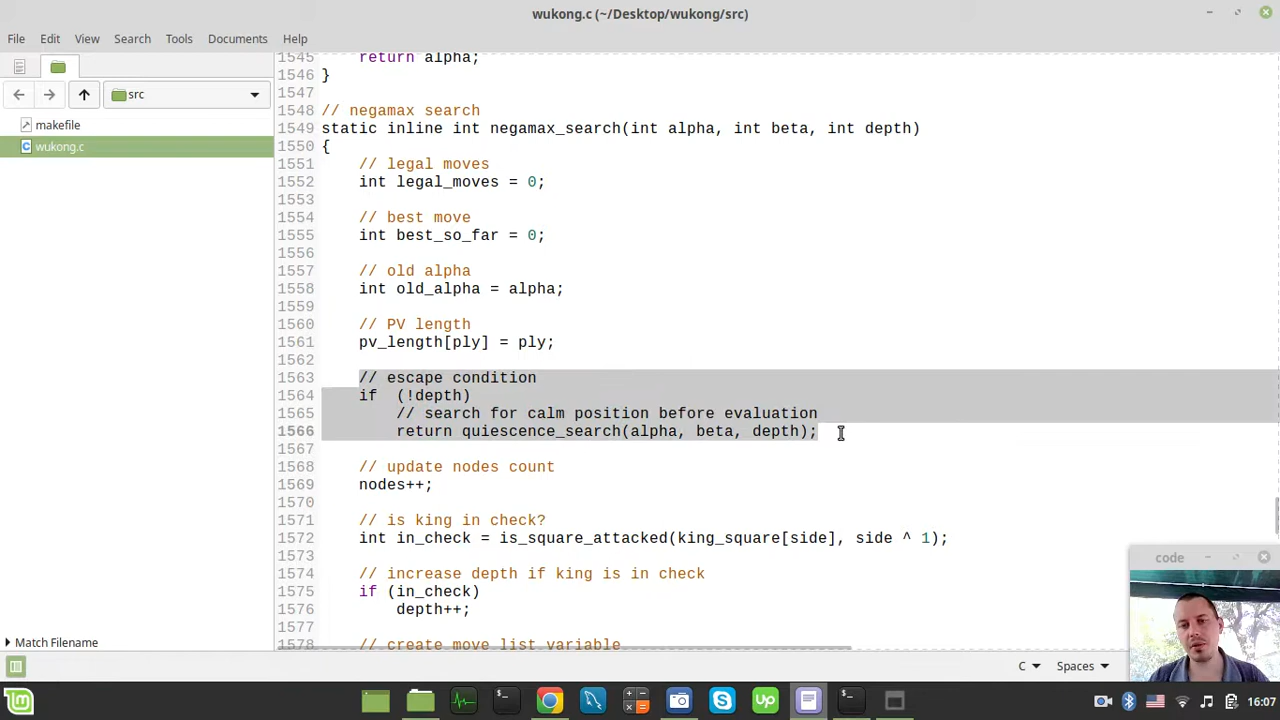 wukong.c (~/Desktop/wukong/src)
File Edit View Search Tools Documents Help
src
makefile
wukong.c
1545     return alpha;
1546 }
1547
1548 // negamax search
1549 static inline int negamax_search(int alpha, int beta, int depth)
1550 {
1551     // legal moves
1552     int legal_moves = 0;
1553
1554     // best move
1555     int best_so_far = 0;
1556
1557     // old alpha
1558     int old_alpha = alpha;
1559
1560     // PV length
1561     pv_length[ply] = ply;
1562
1563     // escape condition
1564     if  (!depth)
1565         // search for calm position before evaluation
1566         return quiescence_search(alpha, beta, depth);
1567
1568     // update nodes count
1569     nodes++;
1570
1571     // is king in check?
1572     int in_check = is_square_attacked(king_square[side], side ^ 1);
1573
1574     // increase depth if king is in check
1575     if (in_check)
1576         depth++;
1577
1578     // create move list variable
code
Match Filename
C Spaces
16:07